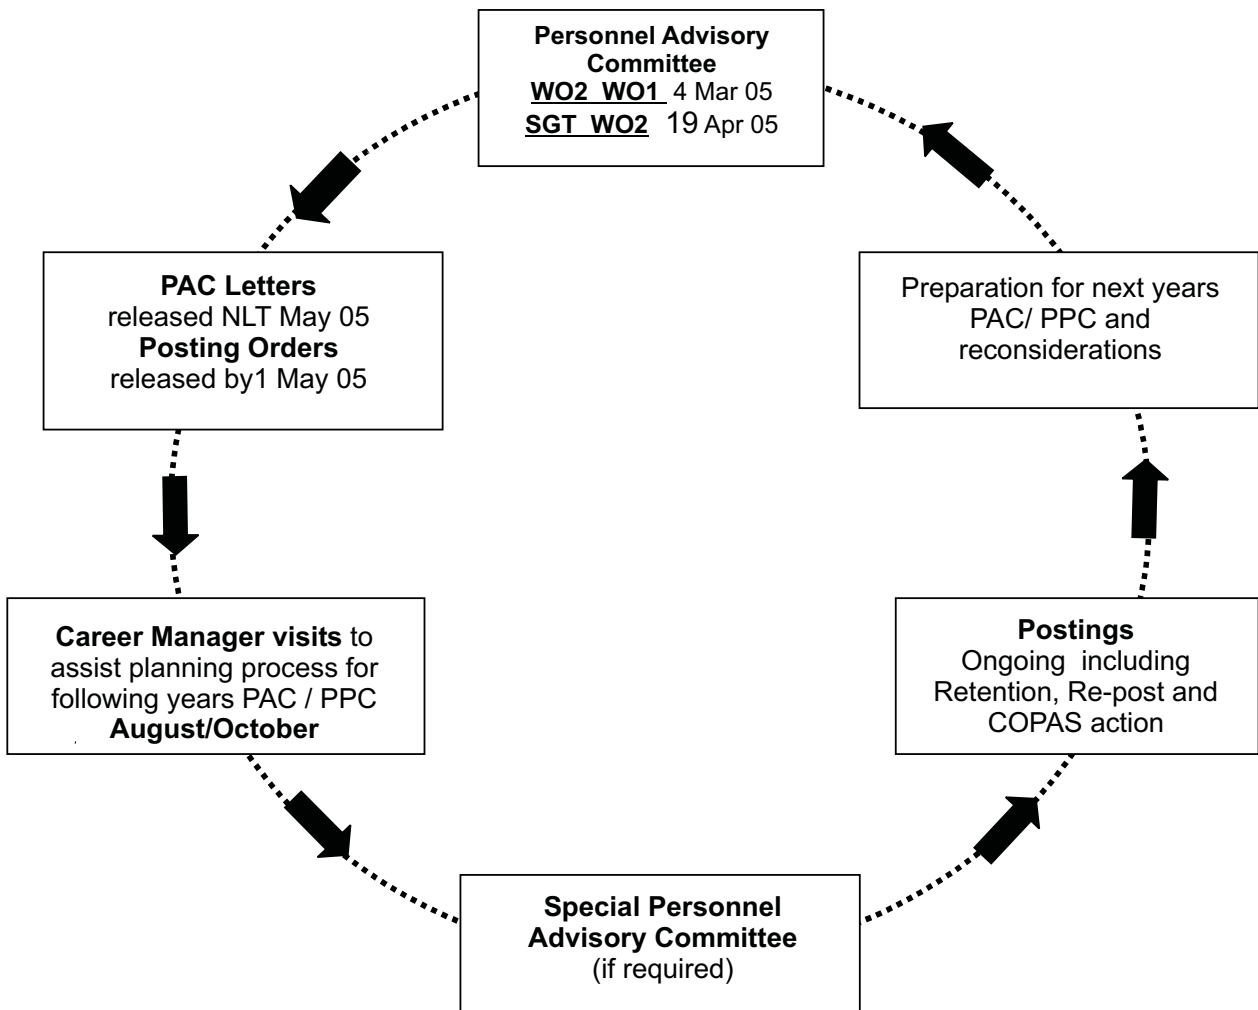 Personnel Advisory
Committee
WO2 WO1 4 Mar 05
SGT WO2 19 Apr 05
PAC Letters
released NLT May 05
Posting Orders
released by1 May 05
Preparation for next years
PAC/ PPC and
reconsiderations
Career Manager visits to
assist planning process for
following years PAC / PPC
August/October
Postings
Ongoing including
Retention, Re-post and
COPAS action
Special Personnel
Advisory Committee
(if required)